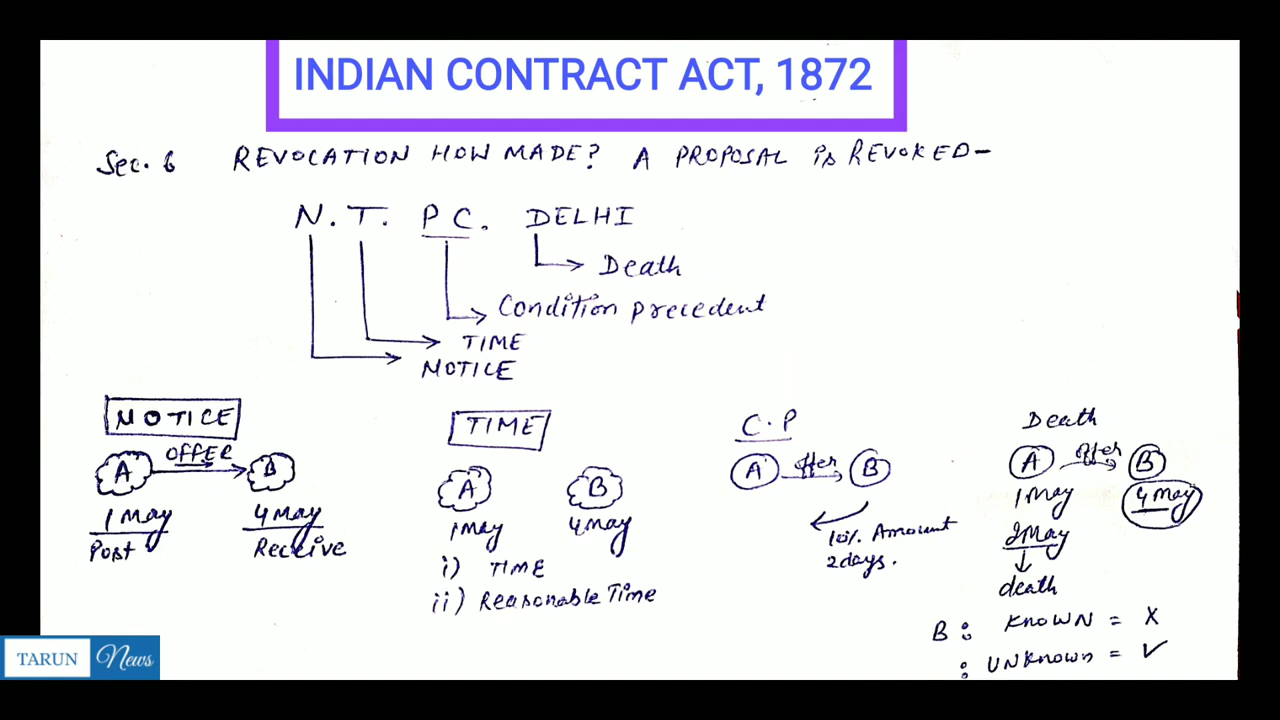 INDIAN CONTRACT ACT, 1872
Sec. 6 REVOCATION HOW MADE? A PROPOSAL is REVOKED-
N. T. P C. DELHI
Death
Condition precedent
TIME
NOTICE
NOTICE
A OFFER B
1 May 4 May
Post Receive
TIME
A B
1 May 4 May
i) TIME
ii) Reasonable Time
C.P
A offer B
10% Amount
2 days.
Death
A offer B
1 May 4 May
2 May
death
B : KNOWN = X
: UNKnown = ✓
TARUN News